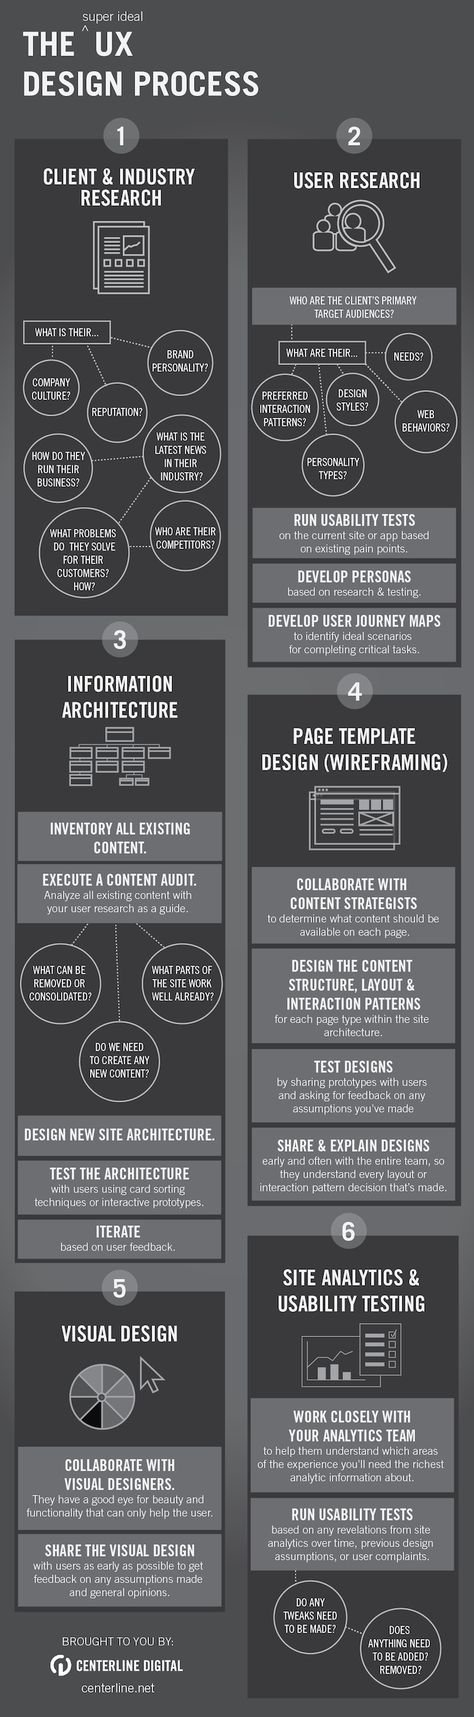 super ideal
THE ^ UX
DESIGN PROCESS
1
CLIENT & INDUSTRY
RESEARCH
WHAT IS THEIR...
BRAND
PERSONALITY?
COMPANY
CULTURE?
REPUTATION?
WHAT IS THE
LATEST NEWS
IN THEIR
INDUSTRY?
HOW DO THEY
RUN THEIR
BUSINESS?
WHO ARE THEIR
COMPETITORS?
WHAT PROBLEMS
DO THEY SOLVE
FOR THEIR
CUSTOMERS?
HOW?
2
USER RESEARCH
WHO ARE THE CLIENT'S PRIMARY
TARGET AUDIENCES?
WHAT ARE THEIR...
NEEDS?
PREFERRED
INTERACTION
PATTERNS?
DESIGN
STYLES?
WEB
BEHAVIORS?
PERSONALITY
TYPES?
RUN USABILITY TESTS
on the current site or app based
on existing pain points.
DEVELOP PERSONAS
based on research & testing.
DEVELOP USER JOURNEY MAPS
to identify ideal scenarios
for completing critical tasks.
3
INFORMATION
ARCHITECTURE
INVENTORY ALL EXISTING
CONTENT.
EXECUTE A CONTENT AUDIT.
Analyze all existing content with
your user research as a guide.
WHAT CAN BE
REMOVED OR
CONSOLIDATED?
WHAT PARTS OF
THE SITE WORK
WELL ALREADY?
DO WE NEED
TO CREATE ANY
NEW CONTENT?
DESIGN NEW SITE ARCHITECTURE.
TEST THE ARCHITECTURE
with users using card sorting
techniques or interactive prototypes.
ITERATE
based on user feedback.
4
PAGE TEMPLATE
DESIGN (WIREFRAMING)
COLLABORATE WITH
CONTENT STRATEGISTS
to determine what content should be
available on each page.
DESIGN THE CONTENT
STRUCTURE, LAYOUT &
INTERACTION PATTERNS
for each page type within the site
architecture.
TEST DESIGNS
by sharing prototypes with users
and asking for feedback on any
assumptions you've made
SHARE & EXPLAIN DESIGNS
early and often with the entire team, so
they understand every layout or
interaction pattern decision that's made.
5
VISUAL DESIGN
COLLABORATE WITH
VISUAL DESIGNERS.
They have a good eye for beauty and
functionality that can only help the user.
SHARE THE VISUAL DESIGN
with users as early as possible to get
feedback on any assumptions made
and general opinions.
6
SITE ANALYTICS &
USABILITY TESTING
WORK CLOSELY WITH
YOUR ANALYTICS TEAM
to help them understand which areas
of the experience you'll need the richest
analytic information about.
RUN USABILITY TESTS
based on any revelations from site
analytics over time, previous design
assumptions, or user complaints.
DO ANY
TWEAKS NEED
TO BE MADE?
DOES
ANYTHING NEED
TO BE ADDED?
REMOVED?
BROUGHT TO YOU BY:
CENTERLINE DIGITAL
centerline.net